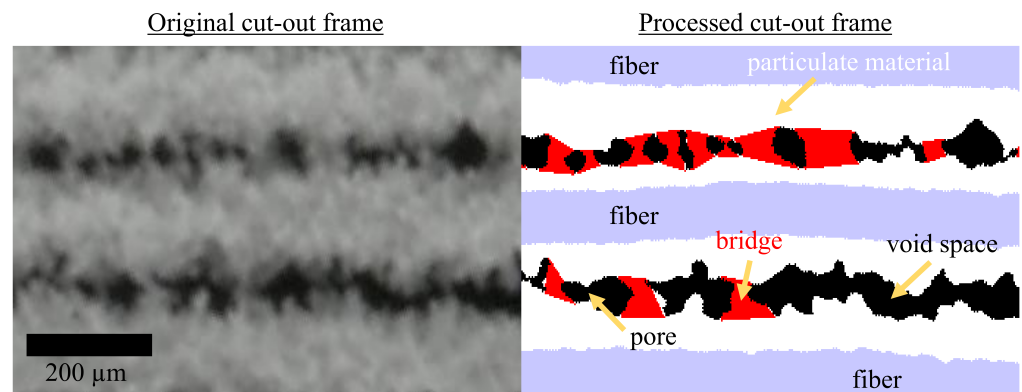 Original cut-out frame
Processed cut-out frame
fiber
particulate material
fiber
bridge
void space
pore
200 µm
fiber